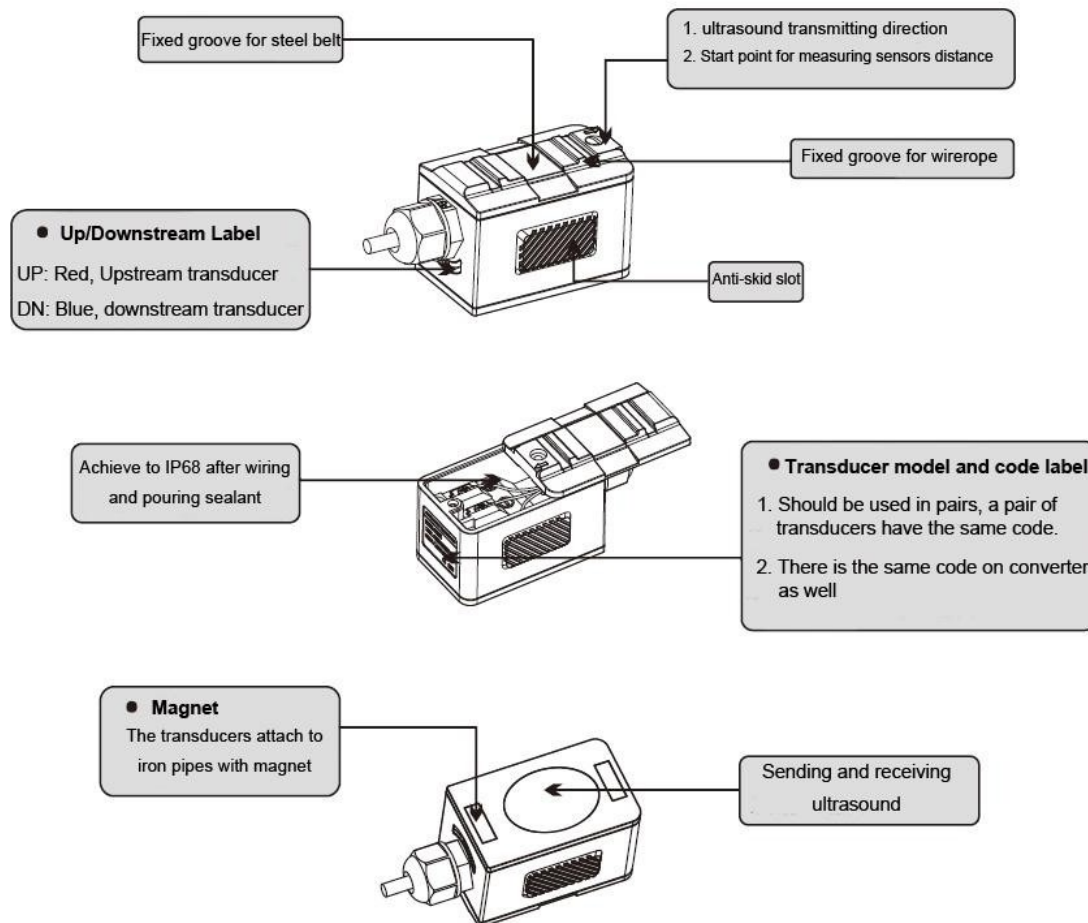 Fixed groove for steel belt
1. ultrasound transmitting direction
2. Start point for measuring sensors distance
Fixed groove for wirerope
● Up/Downstream Label
UP: Red, Upstream transducer
DN: Blue, downstream transducer
Anti-skid slot
Achieve to IP68 after wiring
and pouring sealant
● Transducer model and code label
1. Should be used in pairs, a pair of
transducers have the same code.
2. There is the same code on converter
as well
● Magnet
The transducers attach to
iron pipes with magnet
Sending and receiving
ultrasound